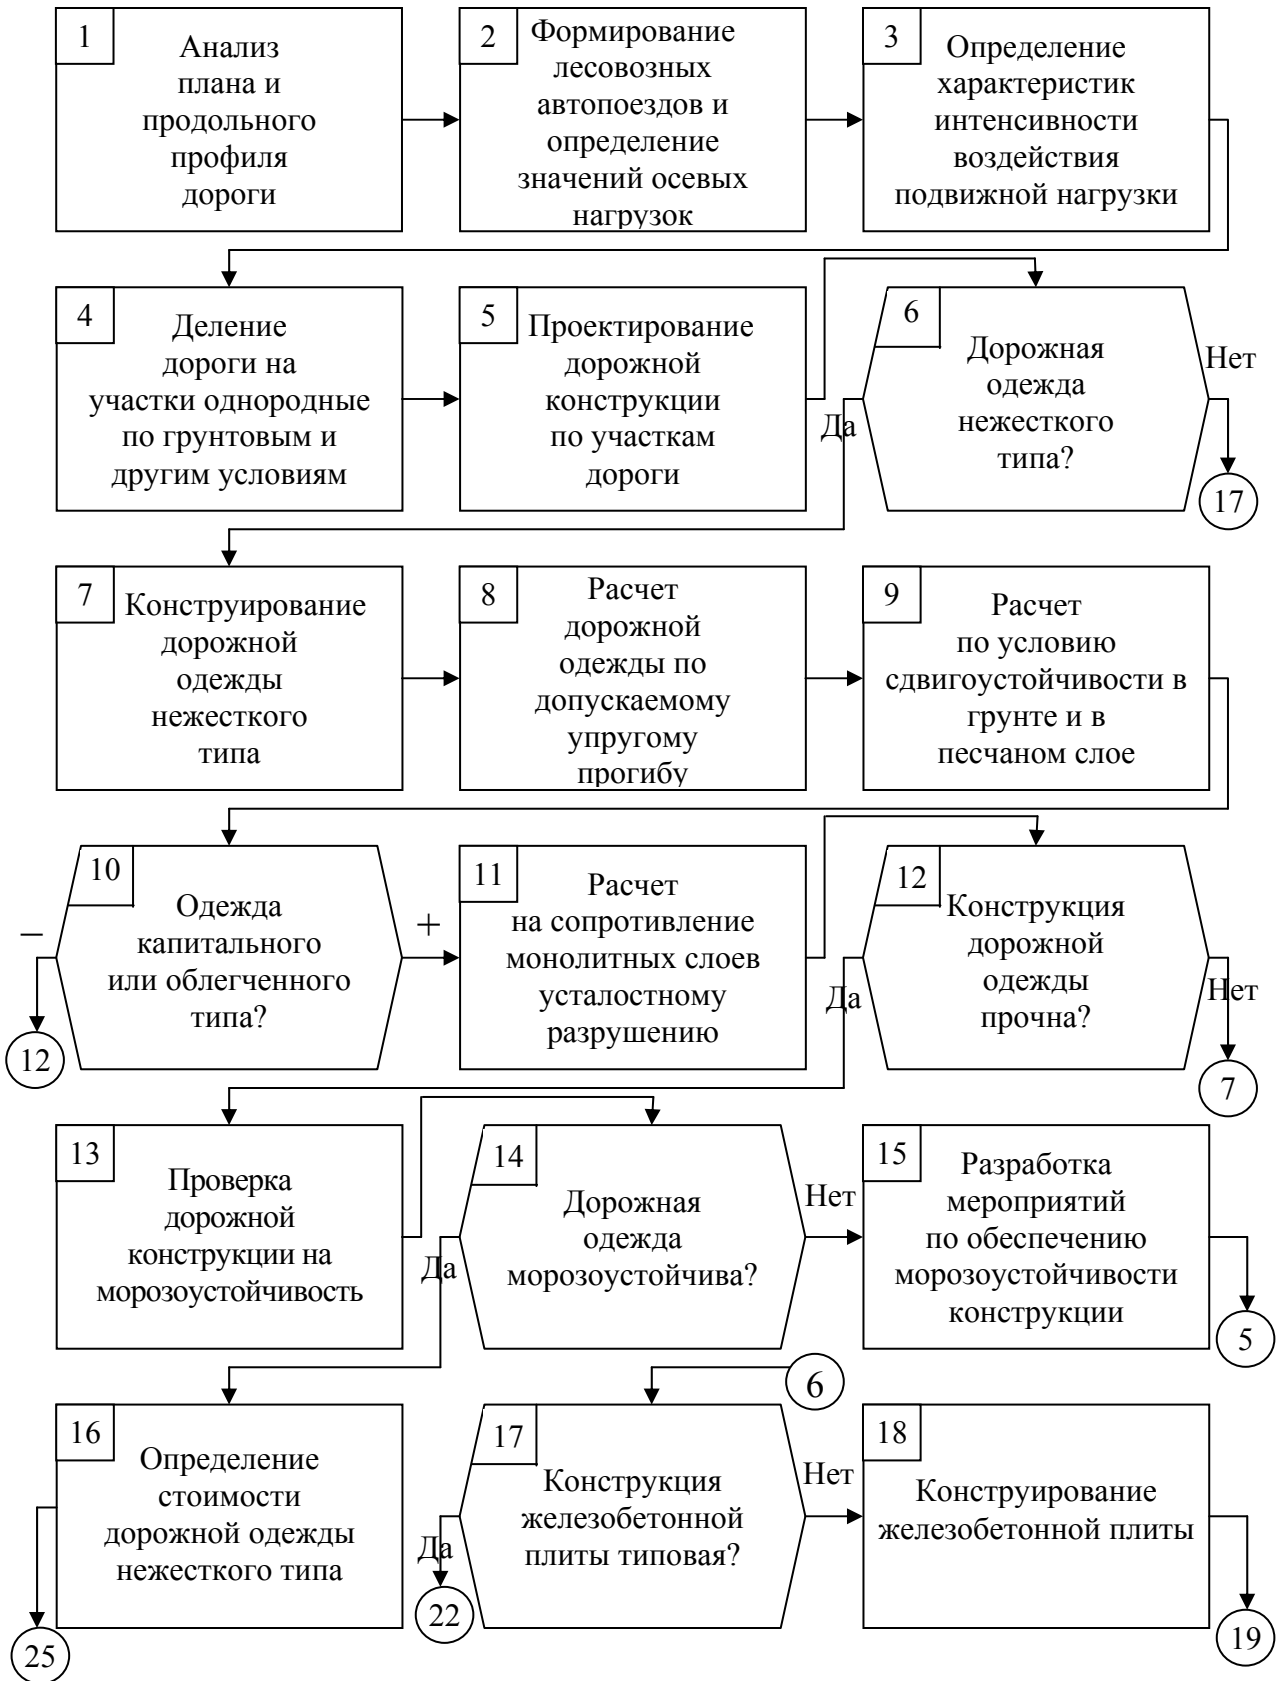 1
Анализ
плана и
продольного
профиля
дороги
2
Формирование
лесовозных
автопоездов и
определение
значений осевых
нагрузок
3
Определение
характеристик
интенсивности
воздействия
подвижной нагрузки
4
Деление
дороги на
участки однородные
по грунтовым и
другим условиям
5
Проектирование
дорожной
конструкции
по участкам
дороги
6
Дорожная
одежда
нежесткого
типа?
Да
Нет
17
7
Конструирование
дорожной
одежды
нежесткого
типа
8
Расчет
дорожной
одежды по
допускаемому
упругому
прогибу
9
Расчет
по условию
сдвигоустойчивости в
грунте и в
песчаном слое
10
Одежда
капитального
или облегченного
типа?
–
+
12
11
Расчет
на сопротивление
монолитных слоев
усталостному
разрушению
12
Конструкция
дорожной
одежды
прочна?
Да
Нет
7
13
Проверка
дорожной
конструкции на
морозоустойчивость
14
Дорожная
одежда
морозоустойчива?
Да
Нет
15
Разработка
мероприятий
по обеспечению
морозоустойчивости
конструкции
5
16
Определение
стоимости
дорожной одежды
нежесткого типа
25
6
17
Конструкция
железобетонной
плиты типовая?
Да
Нет
22
18
Конструирование
железобетонной плиты
19